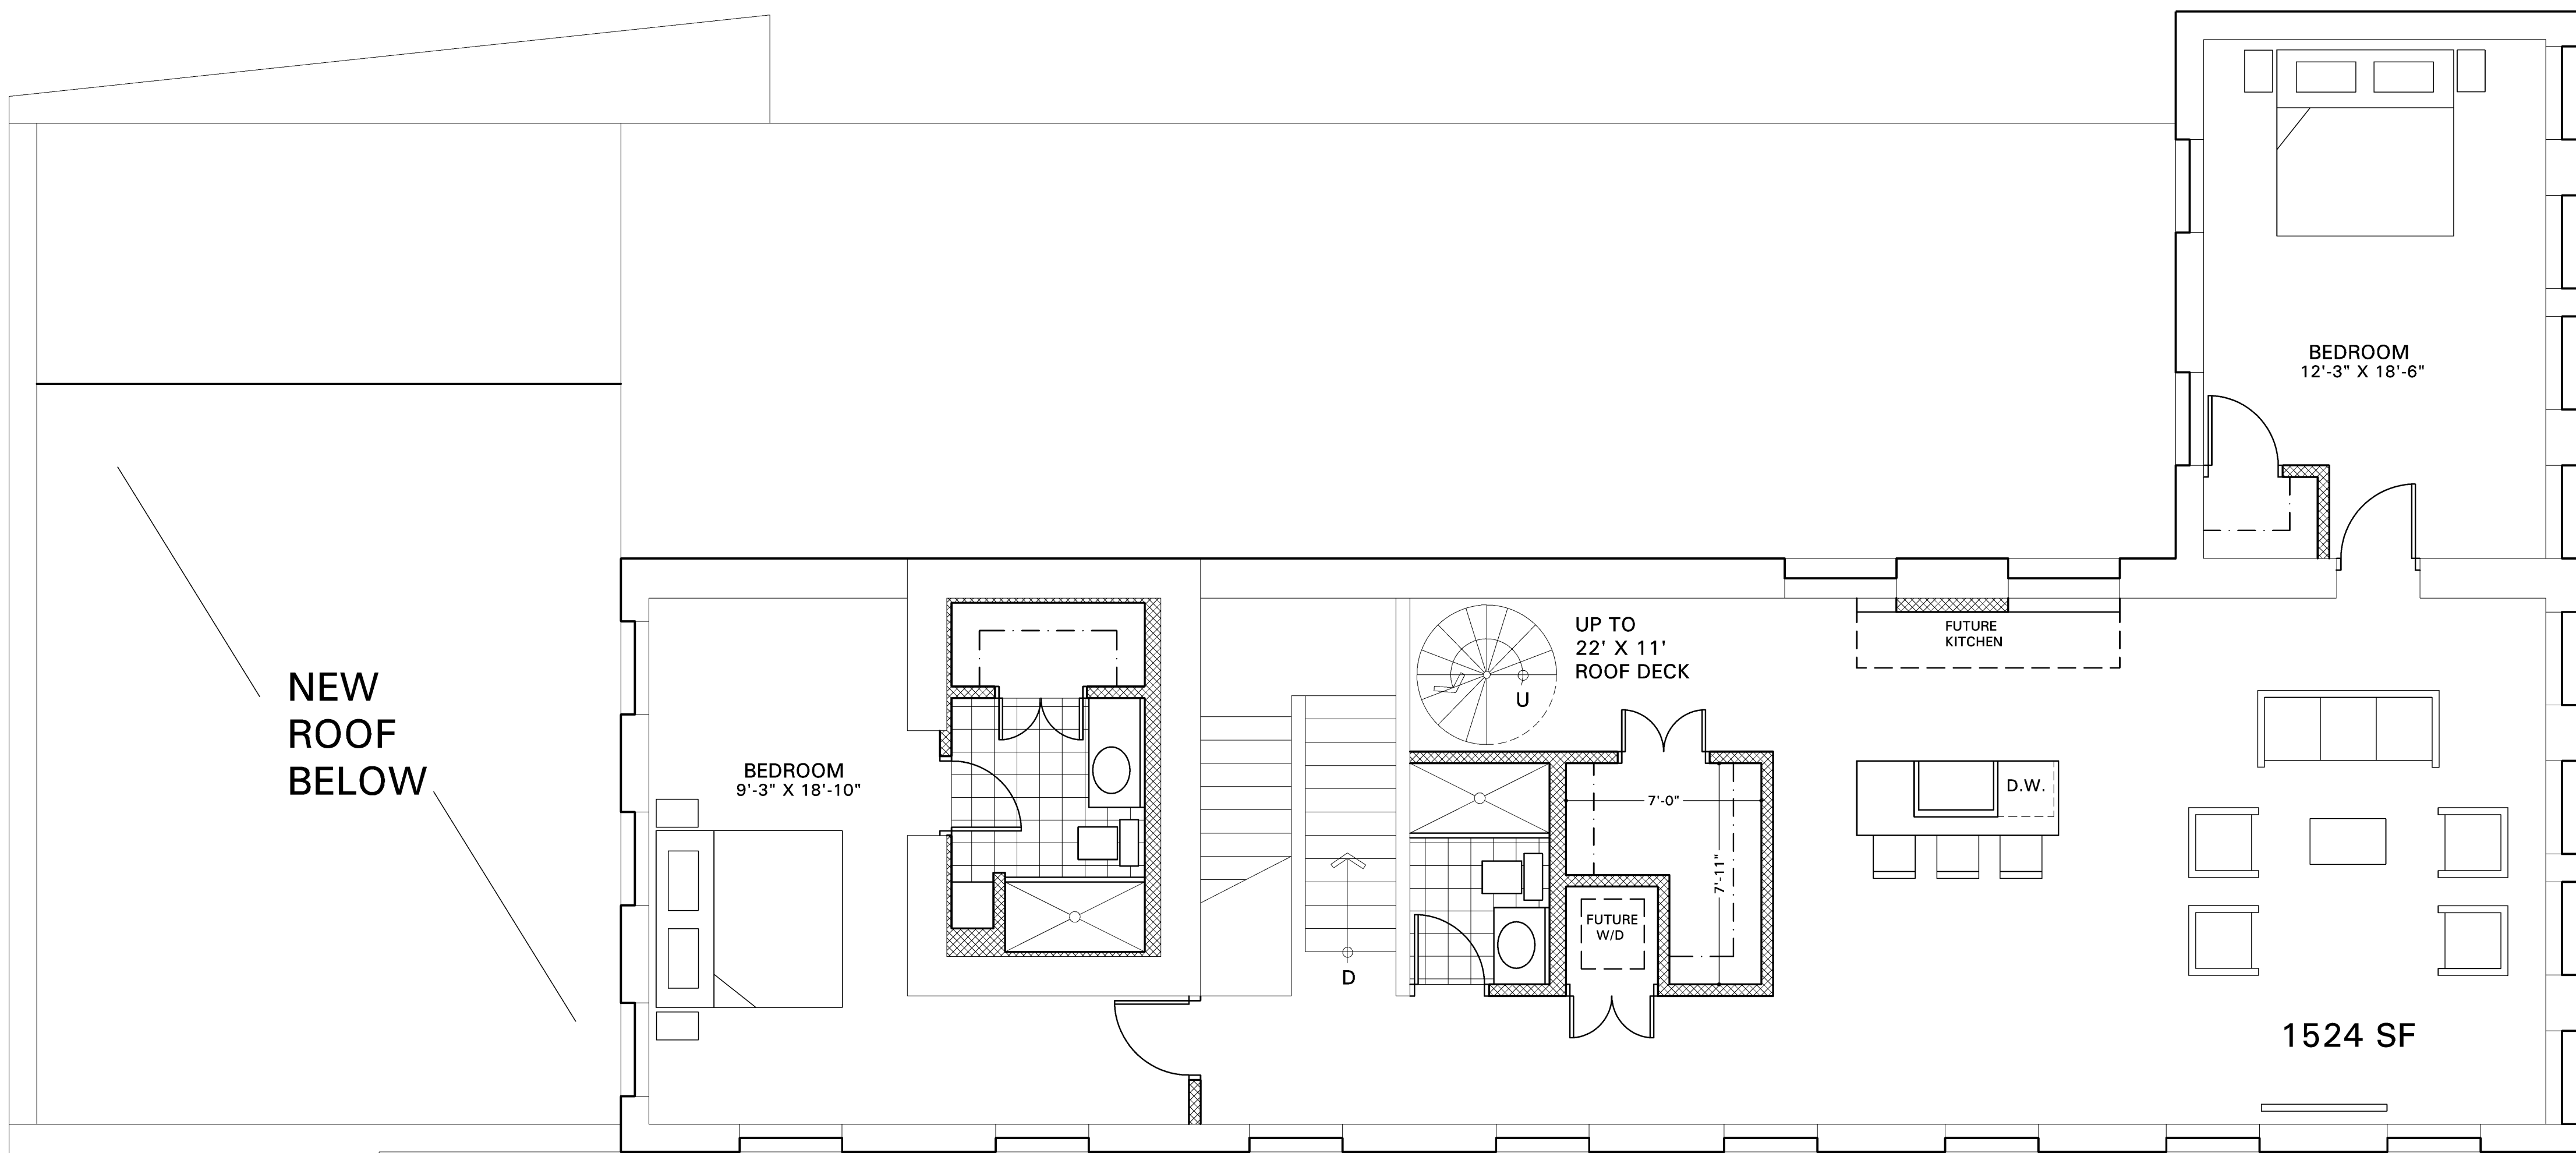 BEDROOM
12'-3" X 18'-6"
NEW
ROOF
BELOW
BEDROOM
9'-3" X 18'-10"
UP TO
22' X 11'
ROOF DECK
U
D
FUTURE
KITCHEN
D.W.
7'-0"
7'-11"
FUTURE
W/D
1524 SF